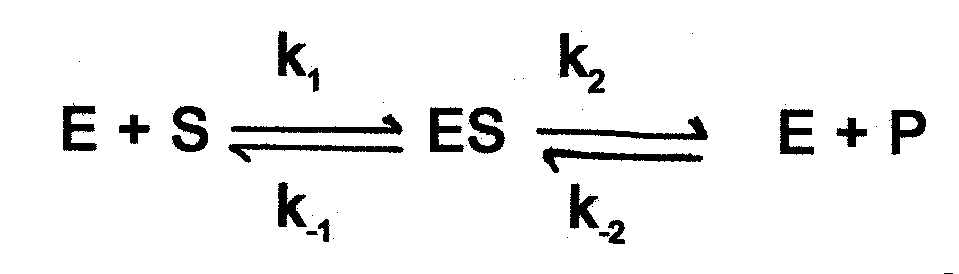 k₁ k₂
E + S ⇌ ES ⇌ E + P
k₋₁ k₋₂